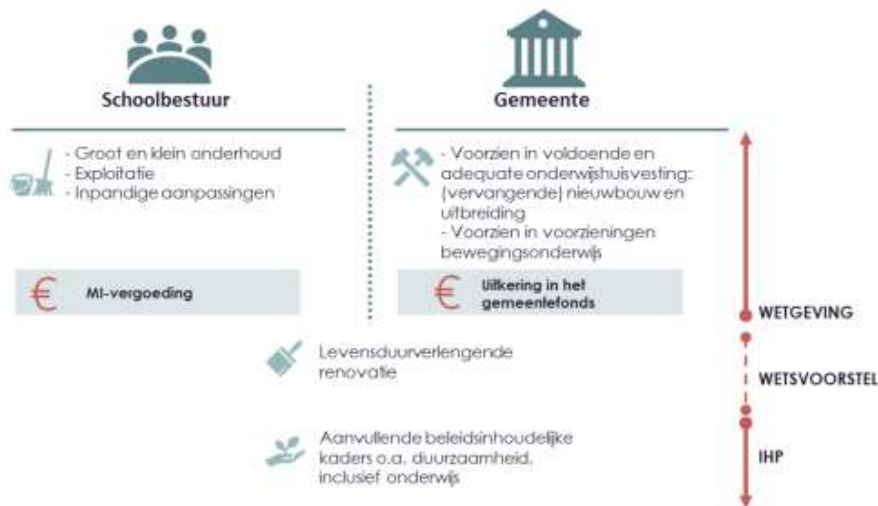 Schoolbestuur
- Groot en klein onderhoud
- Exploitatie
- Inpandige aanpassingen
€ MI-vergoeding
Gemeente
- Voorzien in voldoende en
adequate onderwijshuisvesting:
(vervangende) nieuwbouw en
uitbreiding
- Voorzien in voorzieningen
bewegingsonderwijs
€ Uitkering in het
gemeentefonds
Levensduurverlengende
renovatie
Aanvullende beleidsinhoudelijke
kaders o.a. duurzaamheid,
inclusief onderwijs
WETGEVING
WETSVOORSTEL
IHP